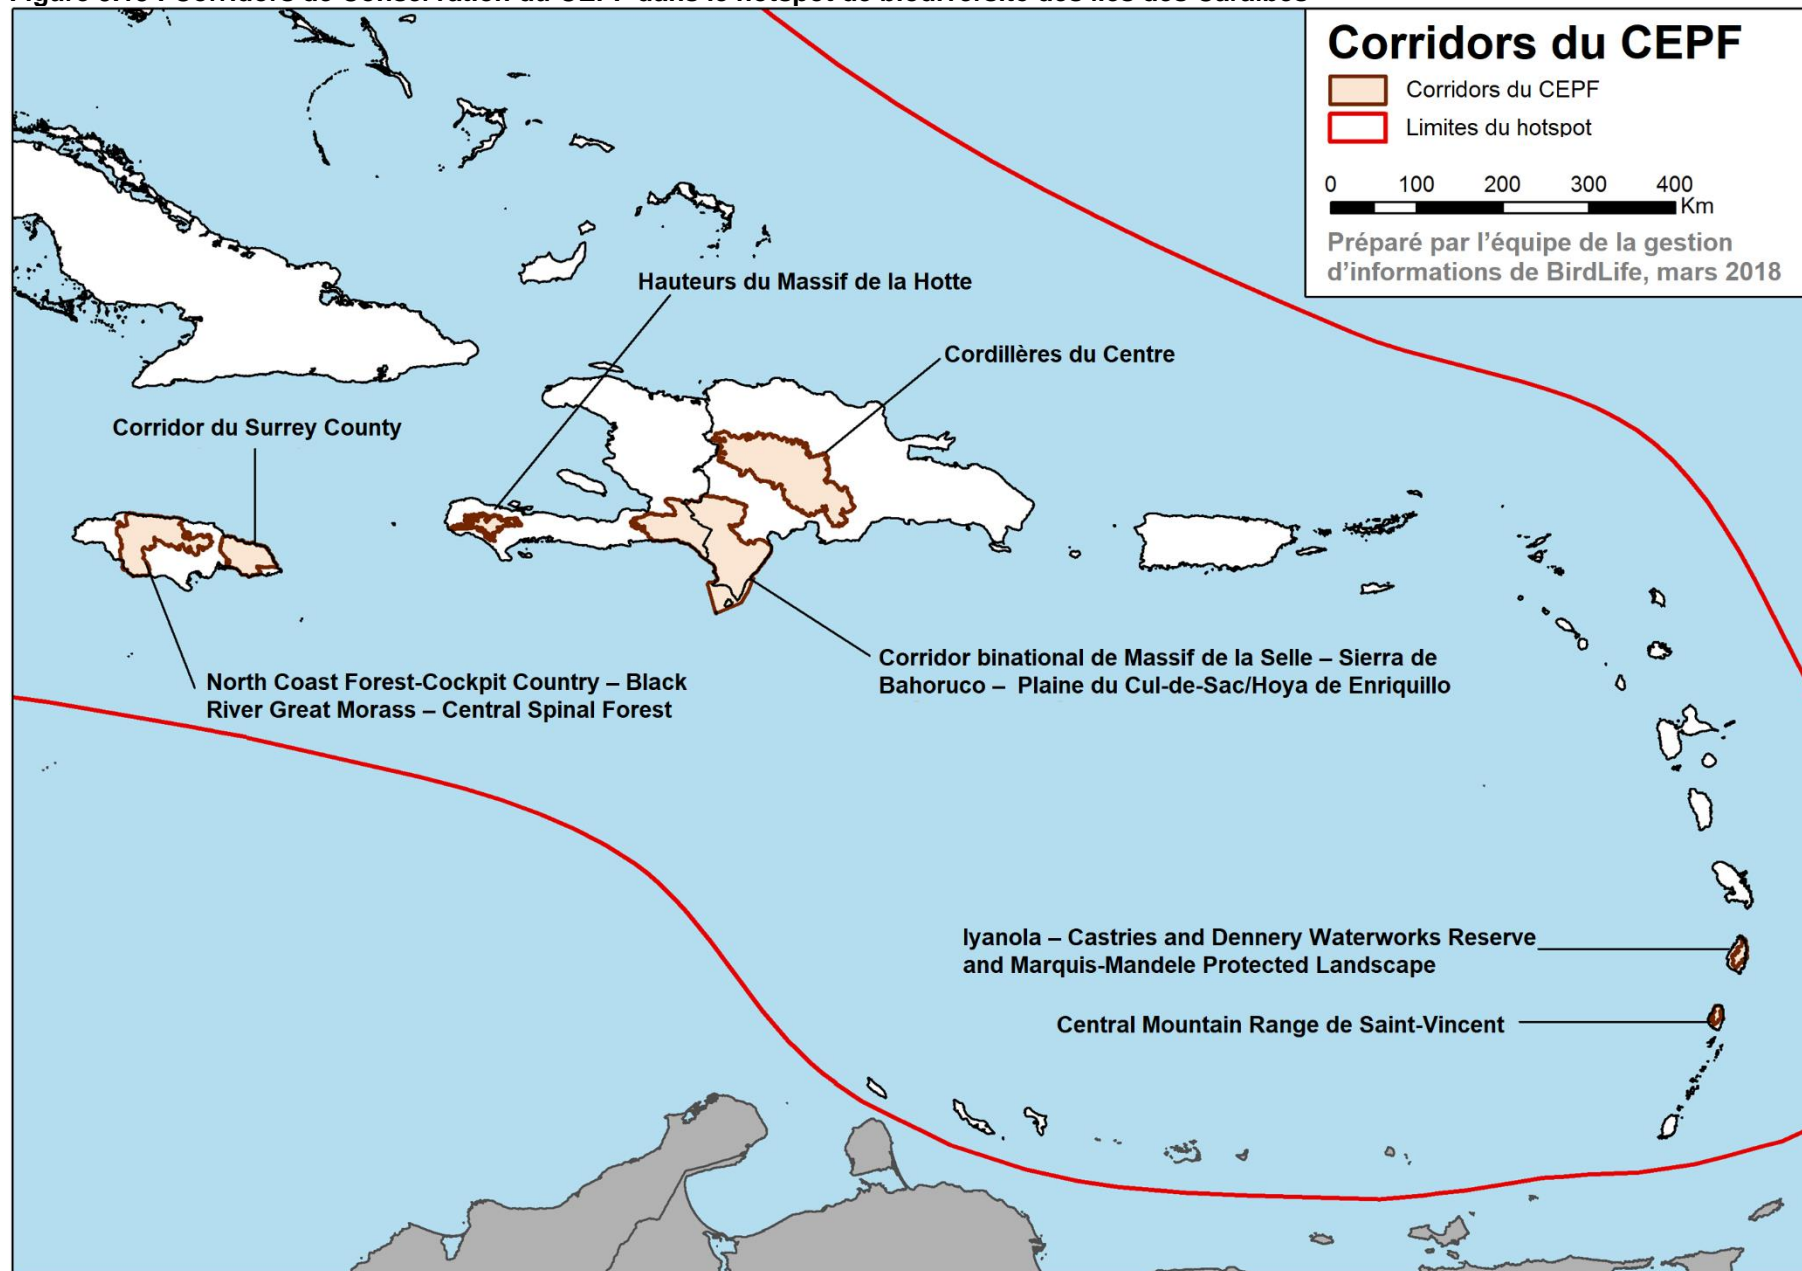 Corridors du CEPF
Corridors du CEPF
Limites du hotspot
0 100 200 300 400
Km
Préparé par l'équipe de la gestion
d'informations de BirdLife, mars 2018
Hauteurs du Massif de la Hotte
Cordillères du Centre
Corridor du Surrey County
North Coast Forest-Cockpit Country – Black
River Great Morass – Central Spinal Forest
Corridor binational de Massif de la Selle – Sierra de
Bahoruco – Plaine du Cul-de-Sac/Hoya de Enriquillo
Iyanola – Castries and Dennery Waterworks Reserve
and Marquis-Mandele Protected Landscape
Central Mountain Range de Saint-Vincent